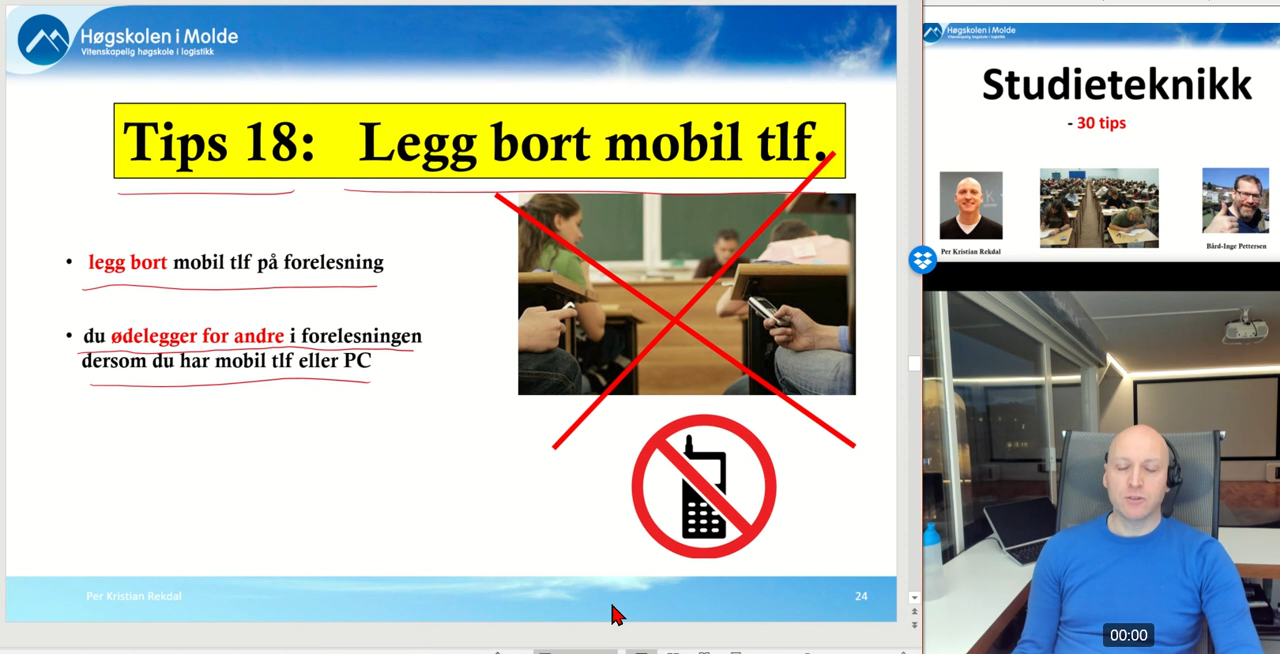 Høgskolen i Molde
Vitenskapelig høgskole i logistikk
Tips 18: Legg bort mobil tlf.
• legg bort mobil tlf på forelesning
• du ødelegger for andre i forelesningen
dersom du har mobil tlf eller PC
Per Kristian Rekdal
24
Høgskolen i Molde
Vitenskapelig høgskole i logistikk
Studieteknikk
- 30 tips
Per Kristian Rekdal
Bård-Inge Pettersen
00:00